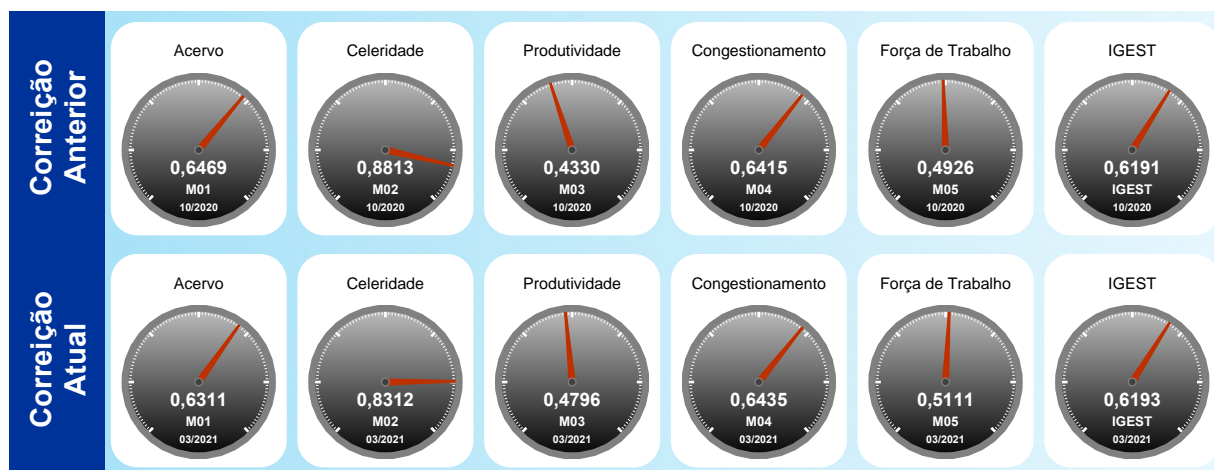 Correição
Anterior
Acervo
0,6469
M01
10/2020
Celeridade
0,8813
M02
10/2020
Produtividade
0,4330
M03
10/2020
Congestionamento
0,6415
M04
10/2020
Força de Trabalho
0,4926
M05
10/2020
IGEST
0,6191
IGEST
10/2020
Correição
Atual
Acervo
0,6311
M01
03/2021
Celeridade
0,8312
M02
03/2021
Produtividade
0,4796
M03
03/2021
Congestionamento
0,6435
M04
03/2021
Força de Trabalho
0,5111
M05
03/2021
IGEST
0,6193
IGEST
03/2021